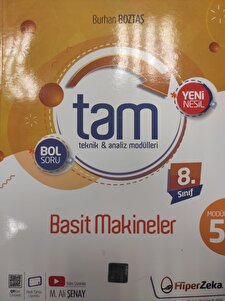 Burhan BOZTAŞ
YENİ
NESİL
tam
teknik & analiz modülleri
BOL
SORU
8.
Sınıf
Basit Makineler
MODÜL
5
M. Ali ŞENAY
HiperZeka